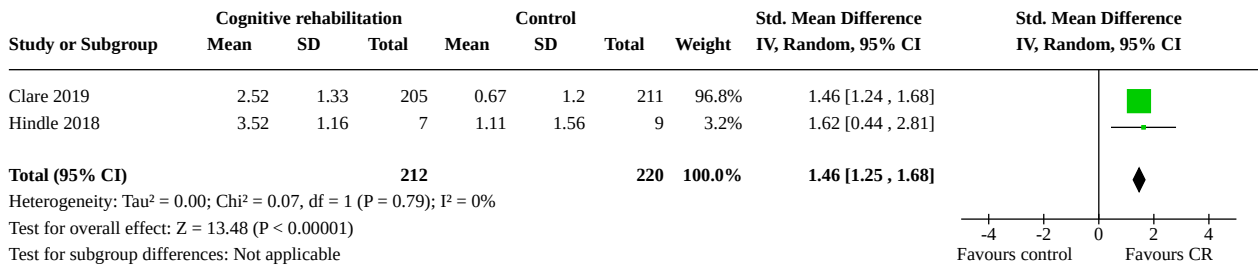 Cognitive rehabilitation Control Std. Mean Difference Std. Mean Difference
Study or Subgroup Mean SD Total Mean SD Total Weight IV, Random, 95% CI IV, Random, 95% CI
Clare 2019 2.52 1.33 205 0.67 1.2 211 96.8% 1.46 [1.24 , 1.68]
Hindle 2018 3.52 1.16 7 1.11 1.56 9 3.2% 1.62 [0.44 , 2.81]
Total (95% CI) 212 220 100.0% 1.46 [1.25 , 1.68]
Heterogeneity: Tau² = 0.00; Chi² = 0.07, df = 1 (P = 0.79); I² = 0%
Test for overall effect: Z = 13.48 (P < 0.00001) -4 -2 0 2 4
Test for subgroup differences: Not applicable Favours control Favours CR